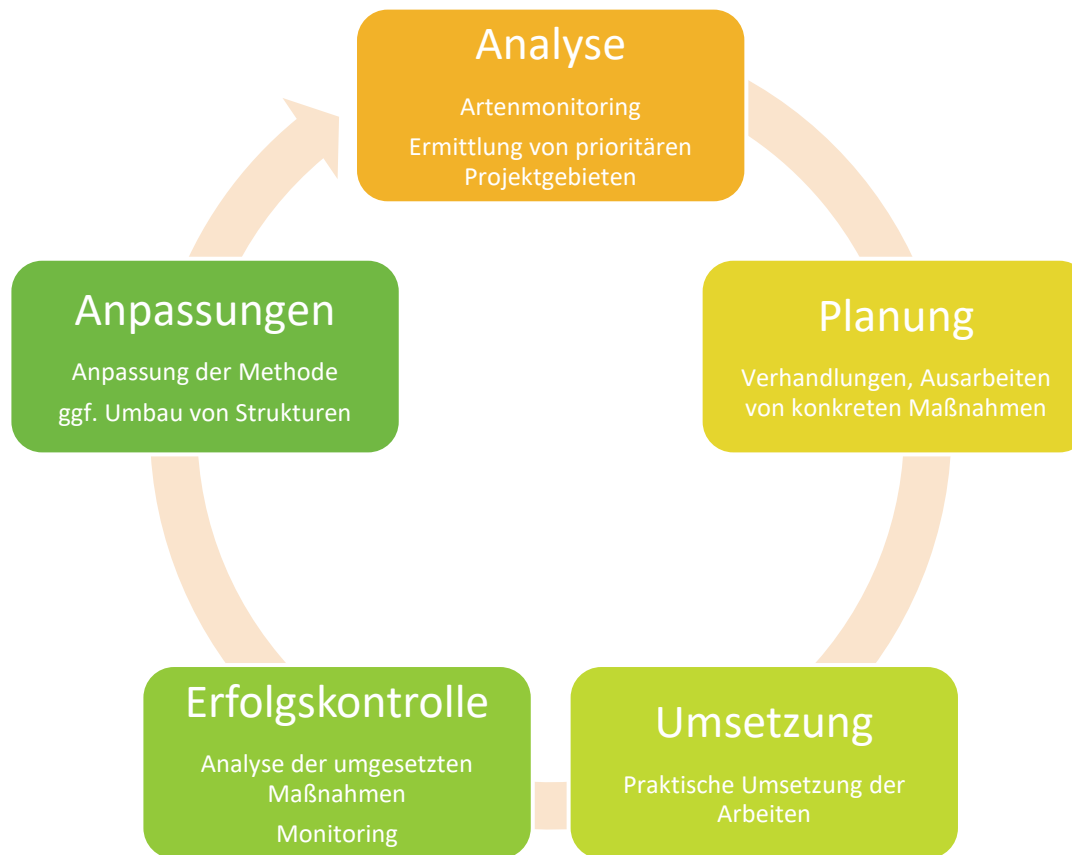 Analyse
Artenmonitoring
Ermittlung von prioritären
Projektgebieten
Planung
Verhandlungen, Ausarbeiten
von konkreten Maßnahmen
Umsetzung
Praktische Umsetzung der
Arbeiten
Erfolgskontrolle
Analyse der umgesetzten
Maßnahmen
Monitoring
Anpassungen
Anpassung der Methode
ggf. Umbau von Strukturen